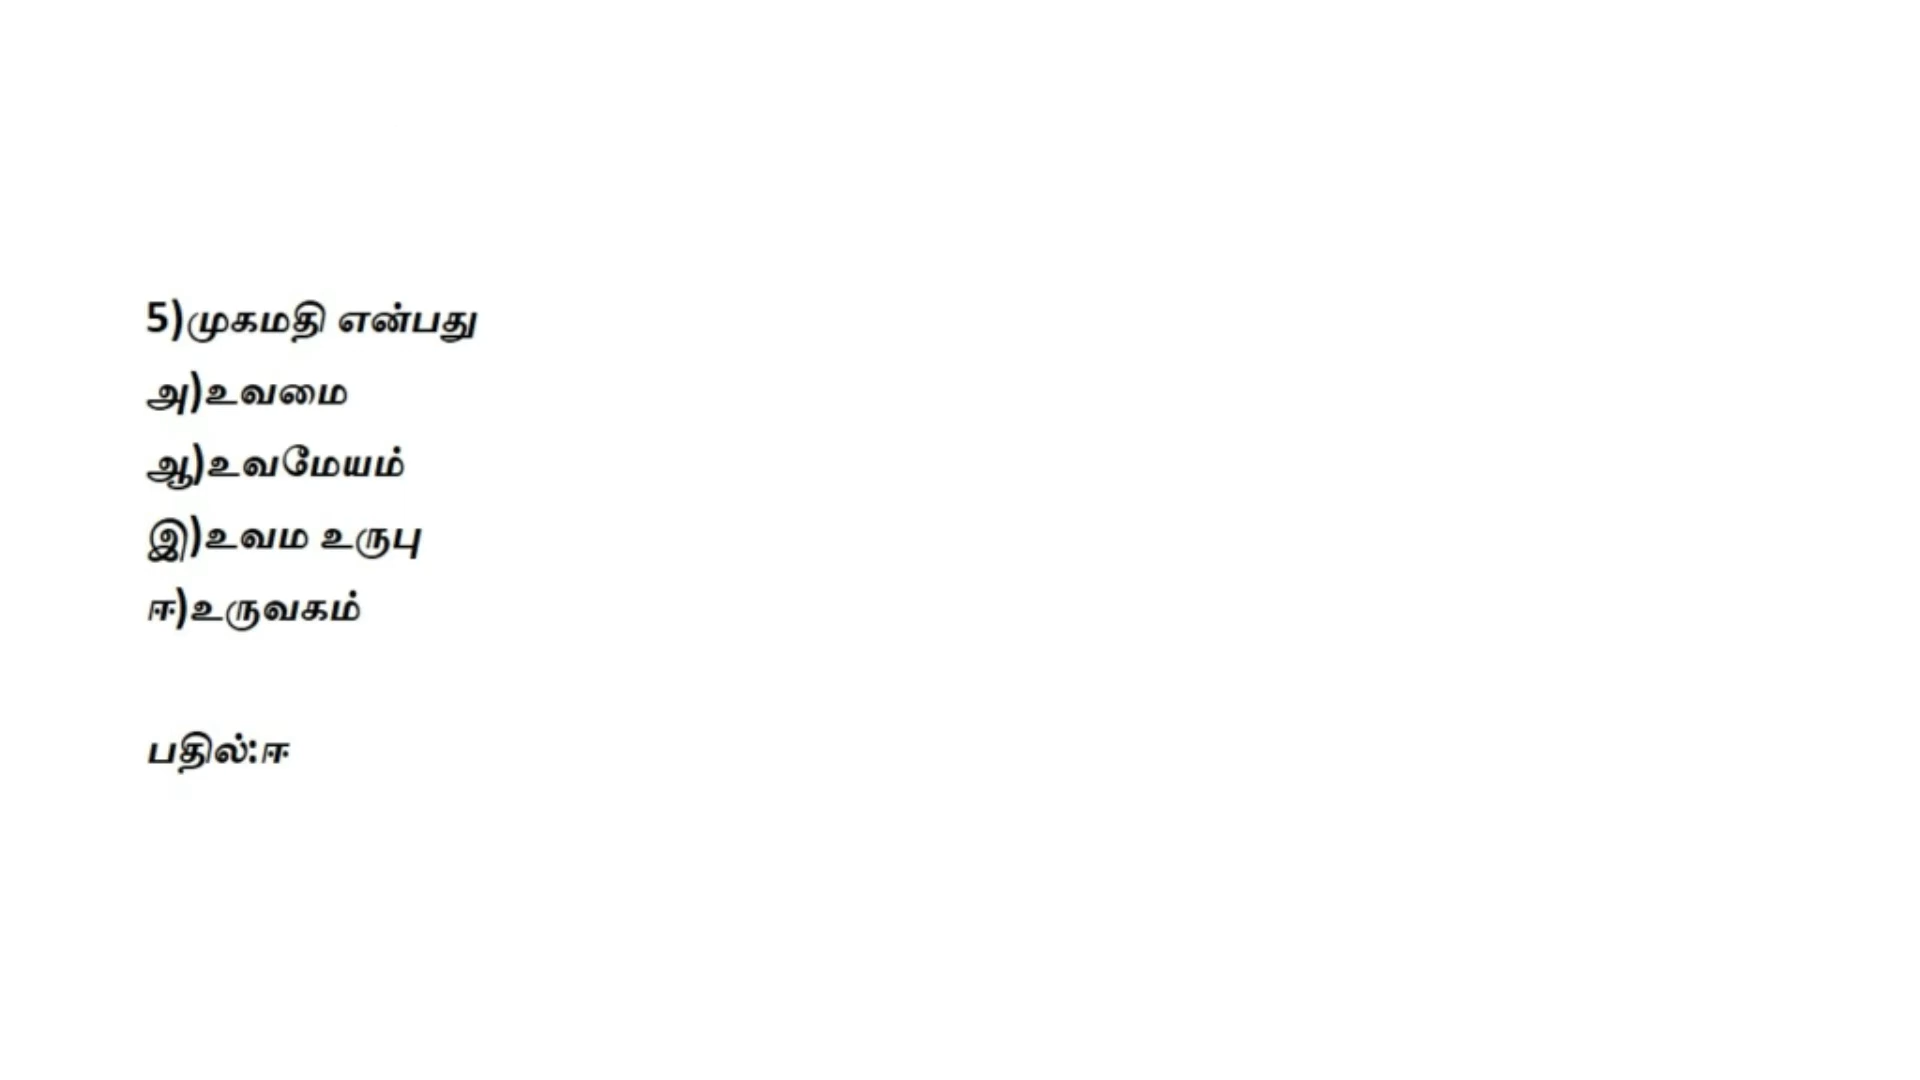 5)முகமதி என்பது
அ)உவமை
ஆ)உவமேயம்
இ)உவம உருபு
ஈ)உருவகம்
பதில்:ஈ